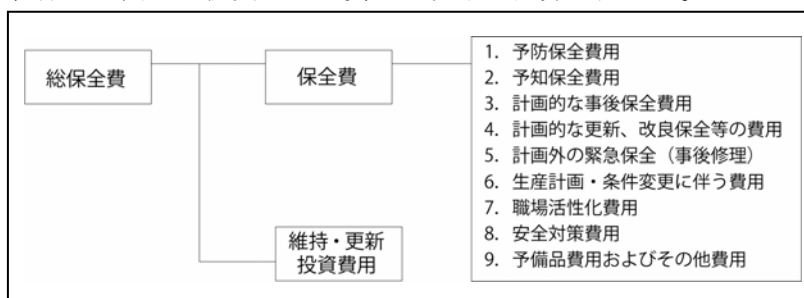 総保全費
保全費
1. 予防保全費用
2. 予知保全費用
3. 計画的な事後保全費用
4. 計画的な更新、改良保全等の費用
5. 計画外の緊急保全（事後修理）
6. 生産計画・条件変更に伴う費用
7. 職場活性化費用
8. 安全対策費用
9. 予備品費用およびその他費用
維持・更新
投資費用